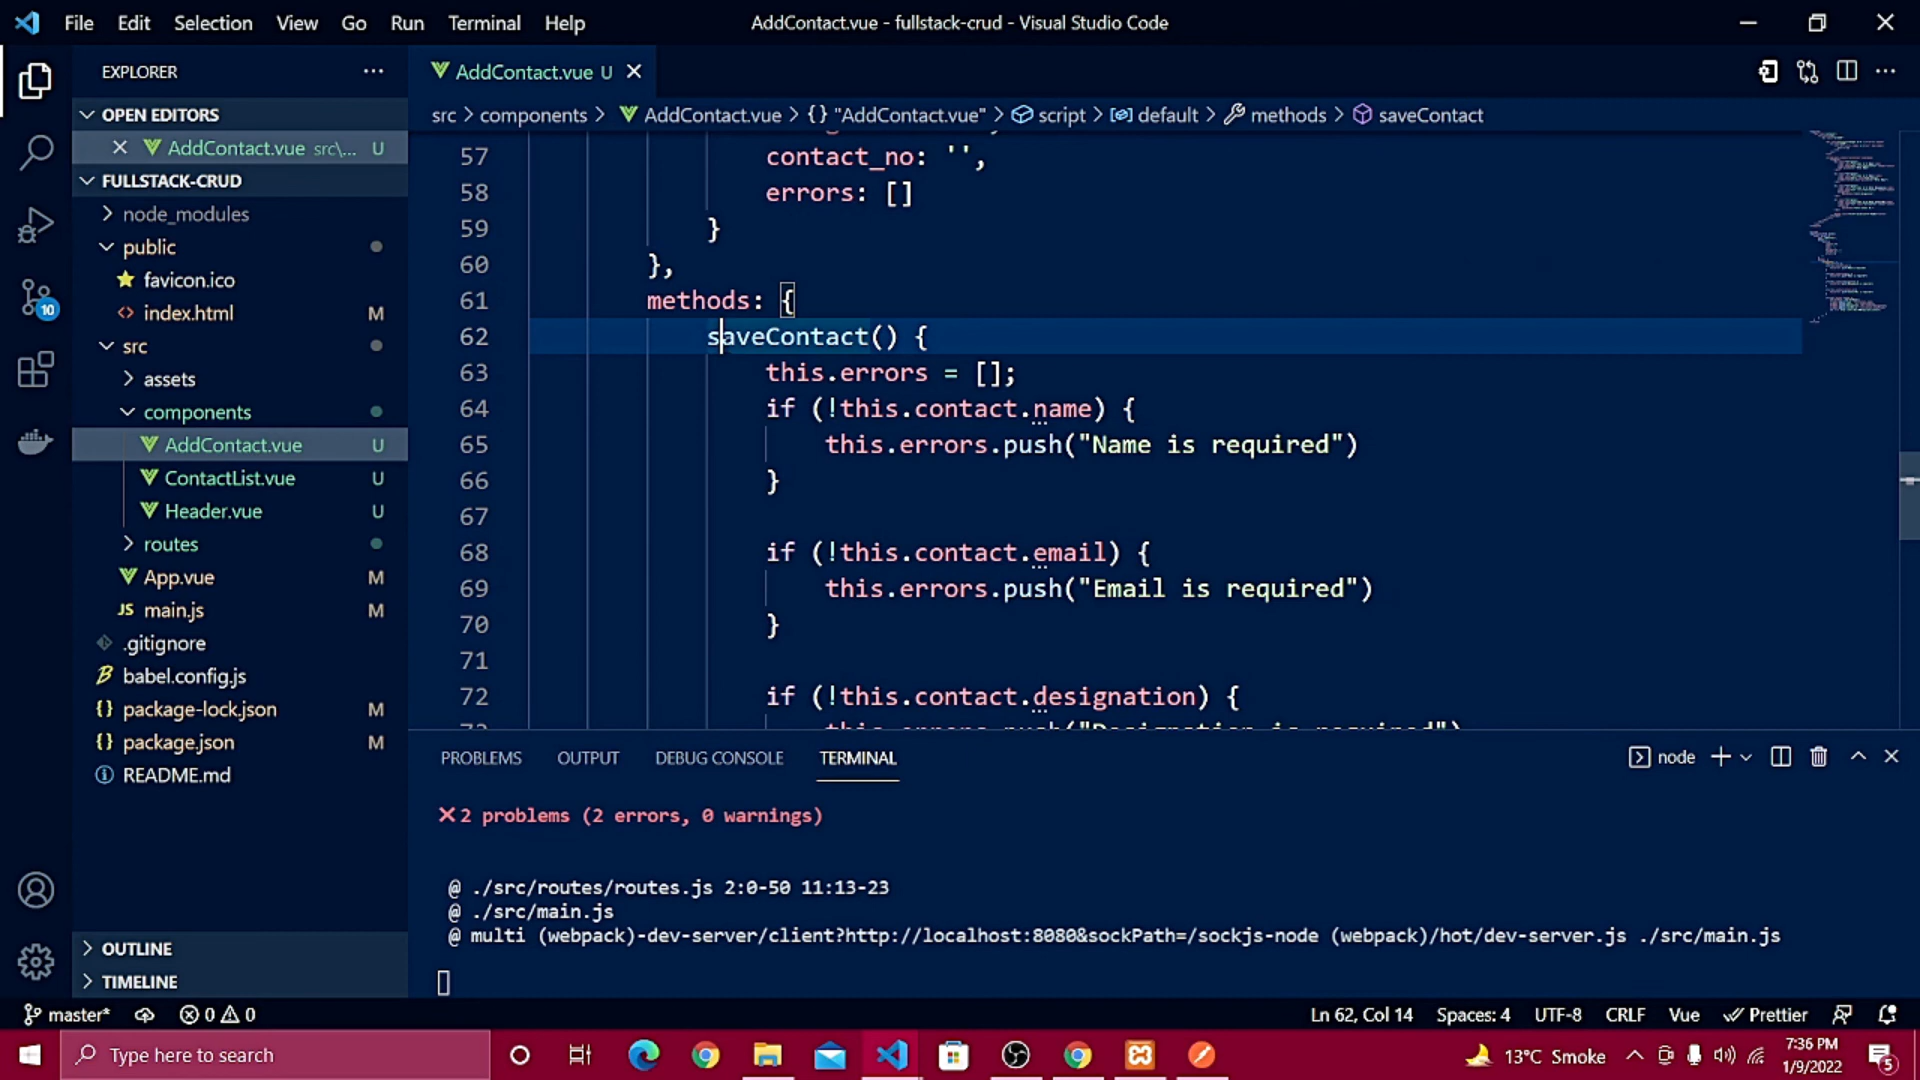 File Edit Selection View Go Run Terminal Help
AddContact.vue - fullstack-crud - Visual Studio Code
EXPLORER
OPEN EDITORS
AddContact.vue src\... U
FULLSTACK-CRUD
node_modules
public
favicon.ico
index.html M
src
assets
components
AddContact.vue U
ContactList.vue U
Header.vue U
routes
App.vue M
JS main.js M
.gitignore
babel.config.js
{} package-lock.json M
{} package.json M
README.md
OUTLINE
TIMELINE
10
AddContact.vue U
src > components > AddContact.vue > {} "AddContact.vue" > script > default > methods > saveContact
57 contact_no: '',
58 errors: []
59 }
60 },
61 methods: {
62 saveContact() {
63 this.errors = [];
64 if (!this.contact.name) {
65 this.errors.push("Name is required")
66 }
67
68 if (!this.contact.email) {
69 this.errors.push("Email is required")
70 }
71
72 if (!this.contact.designation) {
this.errors.push("Designation is required")
PROBLEMS OUTPUT DEBUG CONSOLE TERMINAL
node
2 problems (2 errors, 0 warnings)
@ ./src/routes/routes.js 2:0-50 11:13-23
@ ./src/main.js
@ multi (webpack)-dev-server/client?http://localhost:8080&sockPath=/sockjs-node (webpack)/hot/dev-server.js ./src/main.js
master* 0 0
Ln 62, Col 14 Spaces: 4 UTF-8 CRLF Vue Prettier
Type here to search
13°C Smoke
7:36 PM
1/9/2022
5